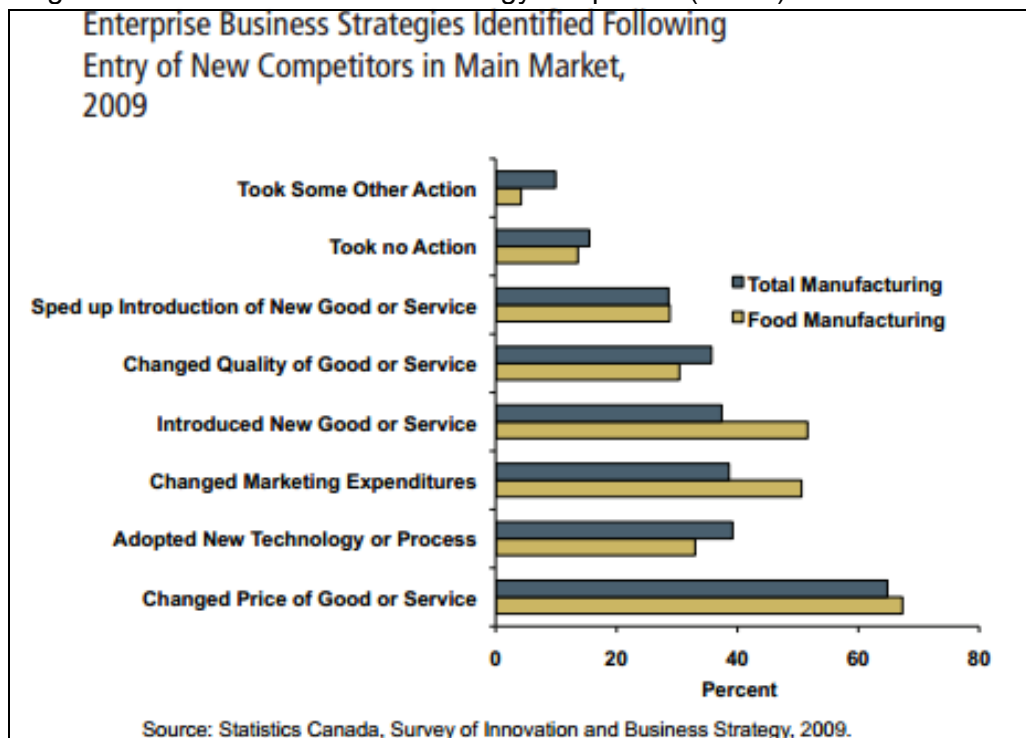 Enterprise Business Strategies Identified Following
Entry of New Competitors in Main Market,
2009
Took Some Other Action
Took no Action
Sped up Introduction of New Good or Service
Changed Quality of Good or Service
Introduced New Good or Service
Changed Marketing Expenditures
Adopted New Technology or Process
Changed Price of Good or Service
Total Manufacturing
Food Manufacturing
0 20 40 60 80
Percent
Source: Statistics Canada, Survey of Innovation and Business Strategy, 2009.